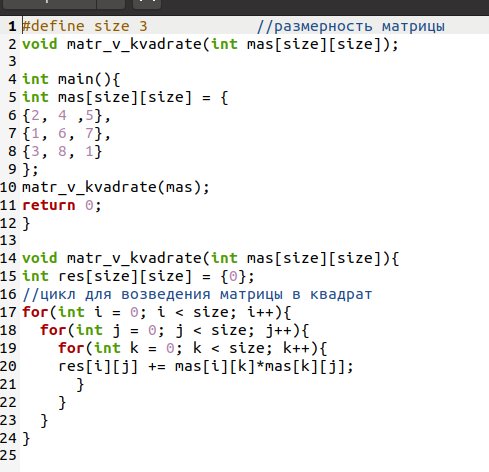 1 #define size 3            //размерность матрицы
2 void matr_v_kvadrate(int mas[size][size]);
3
4 int main(){
5 int mas[size][size] = {
6 {2, 4 ,5},
7 {1, 6, 7},
8 {3, 8, 1}
9 };
10 matr_v_kvadrate(mas);
11 return 0;
12 }
13
14 void matr_v_kvadrate(int mas[size][size]){
15 int res[size][size] = {0};
16 //цикл для возведения матрицы в квадрат
17 for(int i = 0; i < size; i++){
18   for(int j = 0; j < size; j++){
19     for(int k = 0; k < size; k++){
20     res[i][j] += mas[i][k]*mas[k][j];
21       }
22     }
23   }
24 }
25